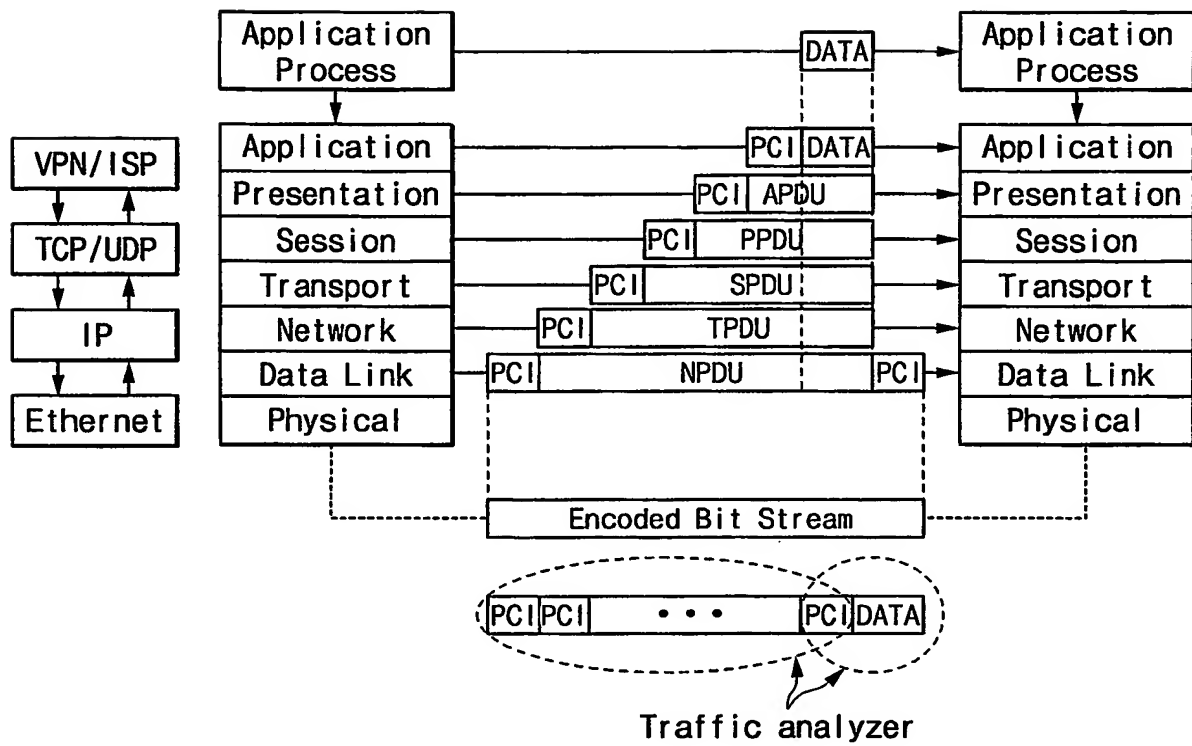 Application Process
DATA
Application Process
VPN/ISP
TCP/UDP
IP
Ethernet
Application
PCI DATA
Application
Presentation
PCI APDU
Presentation
Session
PCI PPDU
Session
Transport
PCI SPDU
Transport
Network
PCI TPDU
Network
Data Link
PCI NPDU PCI
Data Link
Physical
Physical
Encoded Bit Stream
PCI PCI • • • PCI DATA
Traffic analyzer